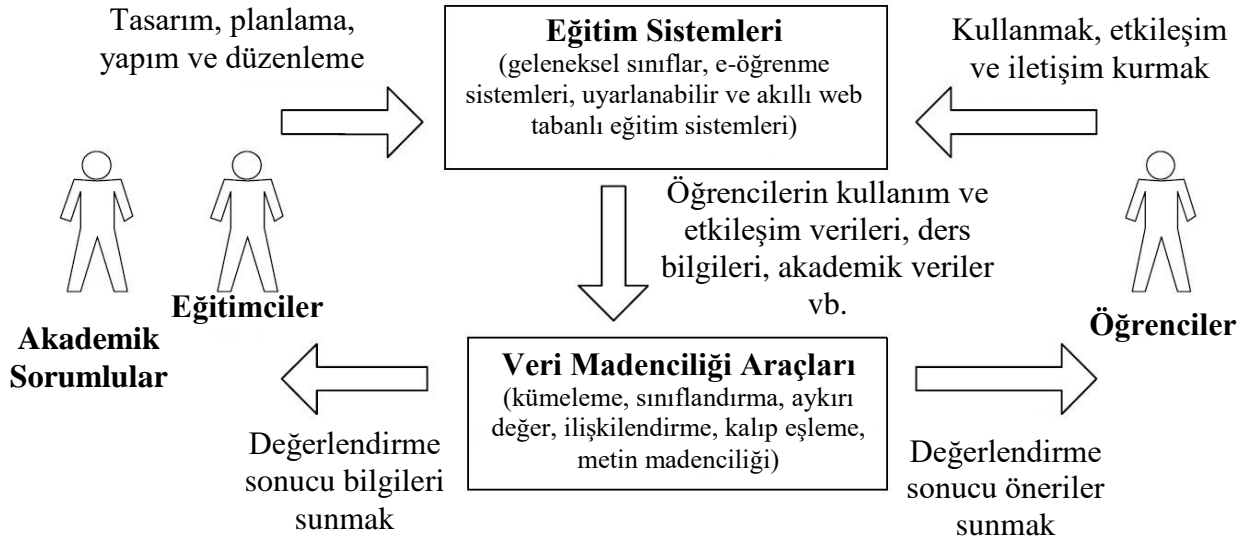 Tasarım, planlama,
yapım ve düzenleme
Eğitim Sistemleri
(geleneksel sınıflar, e-öğrenme
sistemleri, uyarlanabilir ve akıllı web
tabanlı eğitim sistemleri)
Kullanmak, etkileşim
ve iletişim kurmak
Öğrencilerin kullanım ve
etkileşim verileri, ders
bilgileri, akademik veriler
vb.
Eğitimciler
Akademik
Sorumlular
Öğrenciler
Veri Madenciliği Araçları
(kümeleme, sınıflandırma, aykırı
değer, ilişkilendirme, kalıp eşleme,
metin madenciliği)
Değerlendirme
sonucu bilgileri
sunmak
Değerlendirme
sonucu öneriler
sunmak